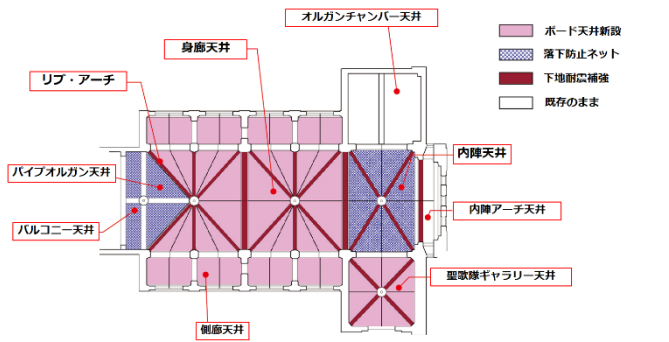 オルガンチャンバー天井
身廊天井
リブ・アーチ
パイプオルガン天井
バルコニー天井
側廊天井
内陣天井
内陣アーチ天井
聖歌隊ギャラリー天井
ボード天井新設
落下防止ネット
下地耐震補強
既存のまま